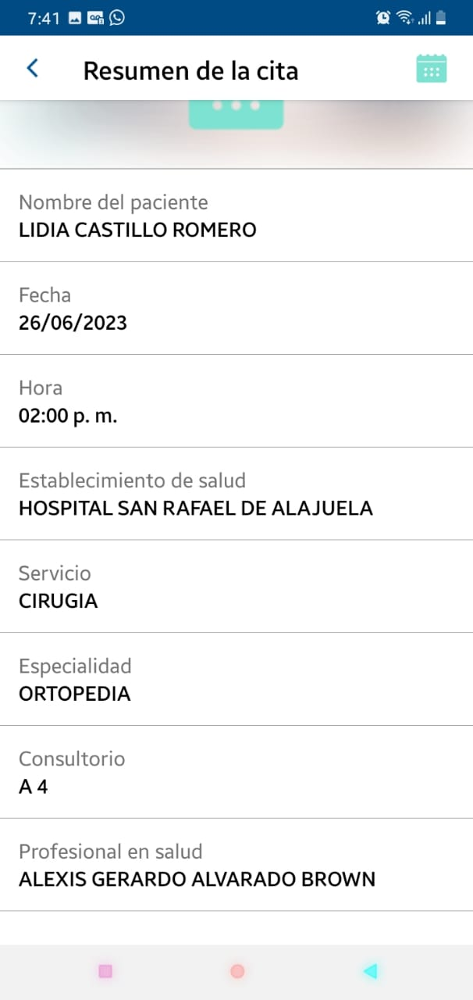 7:41
Resumen de la cita
Nombre del paciente
LIDIA CASTILLO ROMERO
Fecha
26/06/2023
Hora
02:00 p. m.
Establecimiento de salud
HOSPITAL SAN RAFAEL DE ALAJUELA
Servicio
CIRUGIA
Especialidad
ORTOPEDIA
Consultorio
A 4
Profesional en salud
ALEXIS GERARDO ALVARADO BROWN